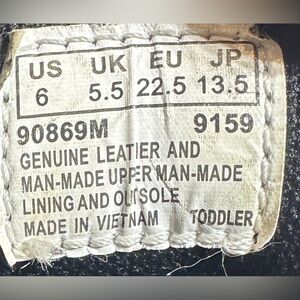 US UK EU JP
6 5.5 22.5 13.5
90869M 9159
GENUINE LEATHER AND
MAN-MADE UPPER MAN-MADE
LINING AND OUTSOLE
MADE IN VIETNAM TODDLER